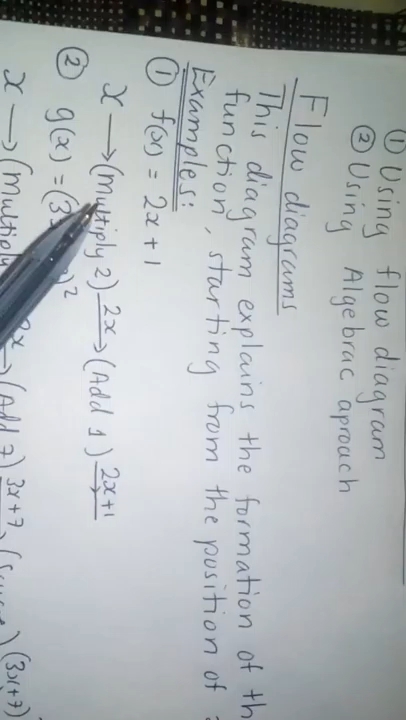 ① Using flow diagram
② Using Algebrac aproach
Flow diagrams
This diagram explains the formation of th
function, starting from the position of
Examples:
① f(x) = 2x + 1
x → (Multiply 2) 2x → (Add 1) 2x+1 →
② g(x) = (3 )²
x → (Multiply → (Add 7) 3x+7 (3x+7)